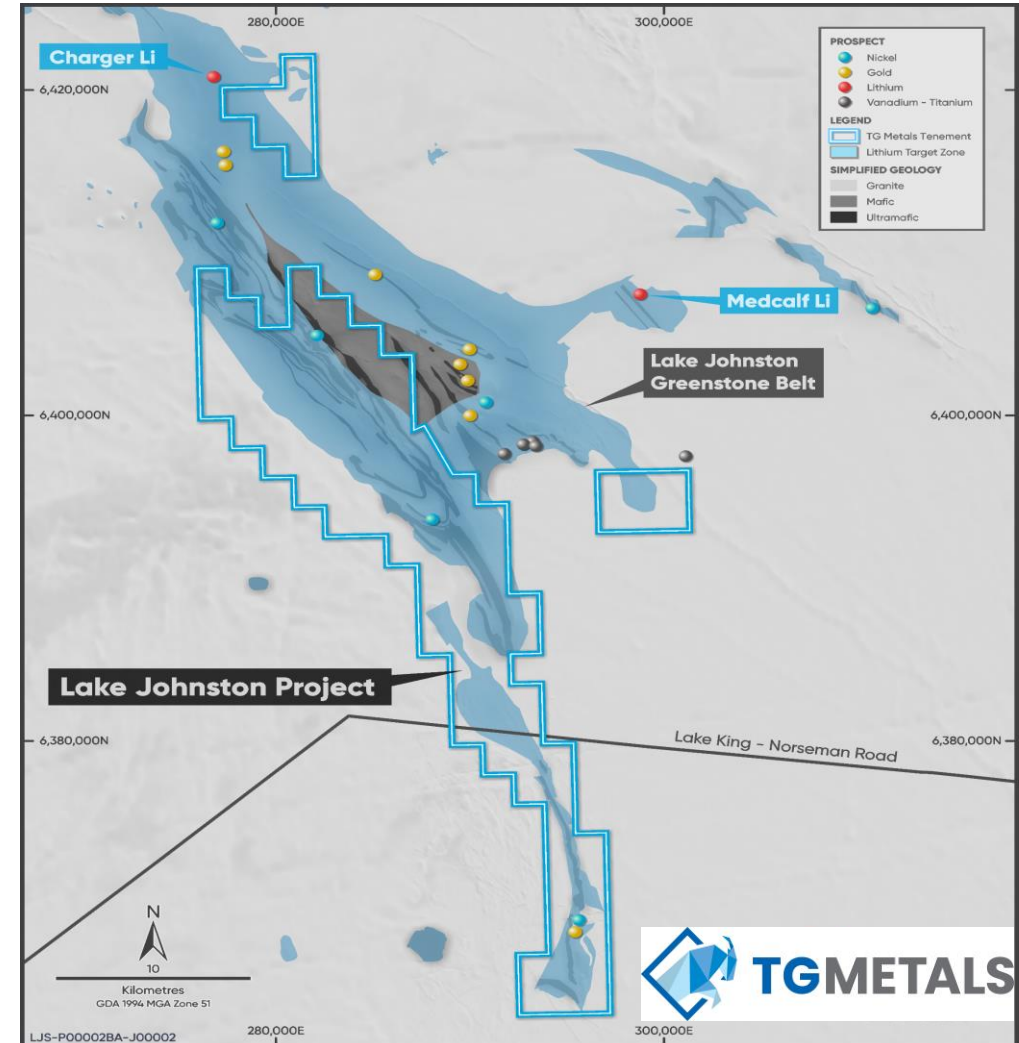 280,000E
300,000E
Charger Li
6,420,000N
PROSPECT
Nickel
Gold
Lithium
Vanadium - Titanium
LEGEND
TG Metals Tenement
Lithium Target Zone
SIMPLIFIED GEOLOGY
Granite
Mafic
Ultramafic
Medcalf Li
Lake Johnston
Greenstone Belt
6,400,000N
6,400,000N
Lake Johnston Project
6,380,000N
Lake King - Norseman Road
6,380,000N
N
10
Kilometres
GDA 1994 MGA Zone 51
TGMETALS
LJS-P00002BA-J00002
280,000E
300,000E